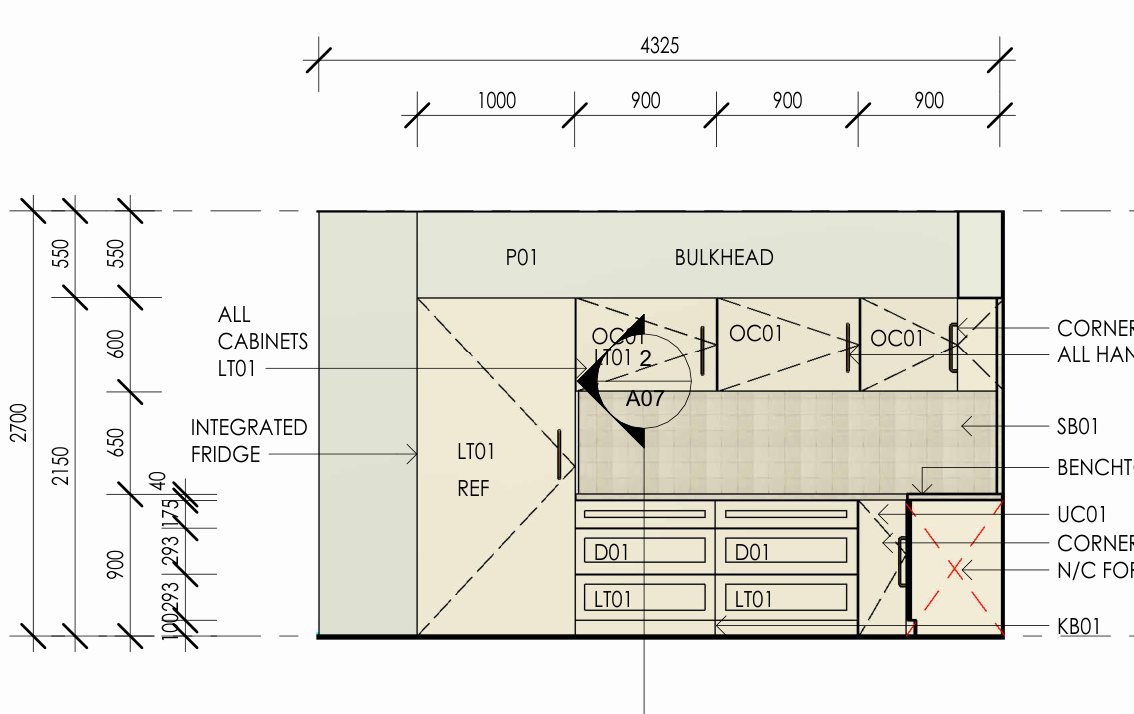 4325
1000 900 900 900
550 550
P01 BULKHEAD
ALL
CABINETS
LT01
600
OC01 OC01 OC01
LT01 2
A07
CORNER
ALL HAN
INTEGRATED
FRIDGE
2700
2150
650
LT01
REF
SB01
BENCHT
40
175
293
293
100
900
D01 D01
LT01 LT01
UC01
CORNER
N/C FOR
KB01